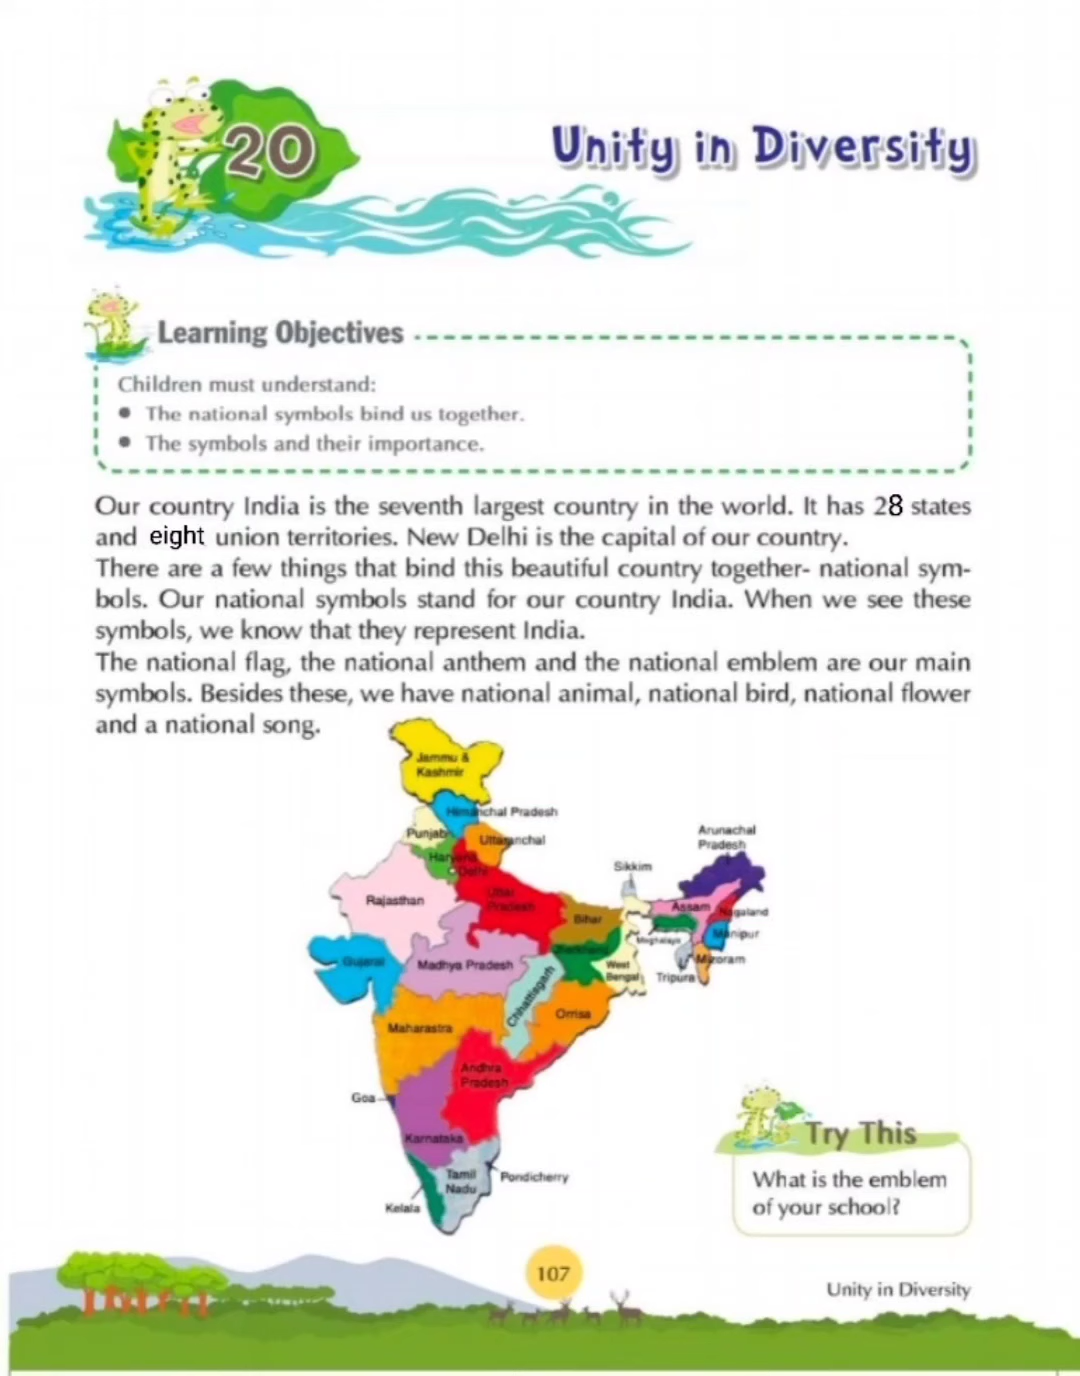 20
Unity in Diversity
Learning Objectives
Children must understand:
• The national symbols bind us together.
• The symbols and their importance.
Our country India is the seventh largest country in the world. It has 28 states
and eight union territories. New Delhi is the capital of our country.
There are a few things that bind this beautiful country together- national sym-
bols. Our national symbols stand for our country India. When we see these
symbols, we know that they represent India.
The national flag, the national anthem and the national emblem are our main
symbols. Besides these, we have national animal, national bird, national flower
and a national song.
Jammu &
Kashmir
Himanchal Pradesh
Punjab
Uttaranchal
Haryana
Delhi
Arunachal
Pradesh
Sikkim
Rajasthan
Uttar
Pradesh
Bihar
Assam
Nagaland
Manipur
Meghalaya
Mizoram
Tripura
Gujarat
Madhya Pradesh
Jharkhand
West
Bengal
Chhattisgarh
Orrisa
Maharastra
Andhra
Pradesh
Goa
Karnataka
Tamil
Nadu
Pondicherry
Kelala
Try This
What is the emblem
of your school?
107
Unity in Diversity